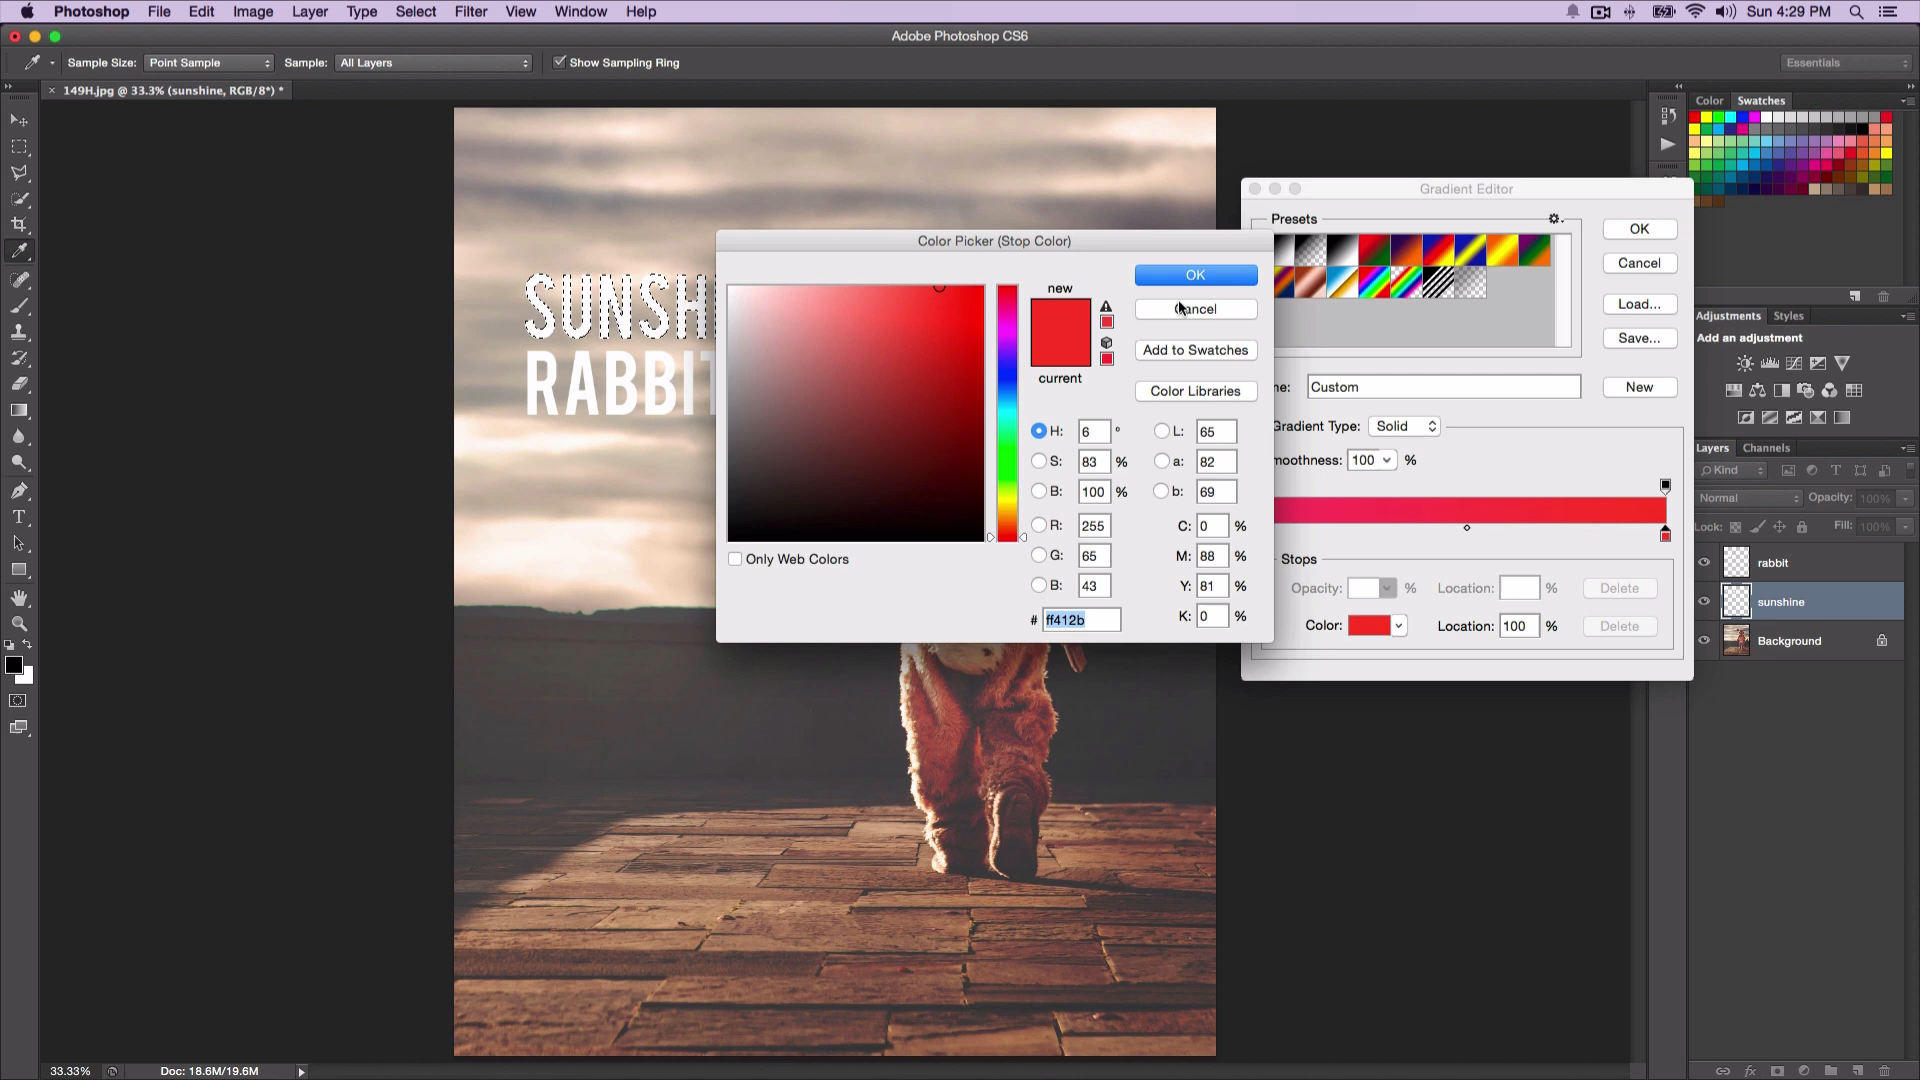 Photoshop File Edit Image Layer Type Select Filter View Window Help Sun 4:29 PM
Adobe Photoshop CS6
Sample Size: Point Sample Sample: All Layers Show Sampling Ring Essentials
149H.jpg @ 33.3% (sunshine, RGB/8*) *
Color Swatches
Gradient Editor
Presets
OK
Cancel
Load...
Save...
Custom
New
Gradient Type: Solid
moothness: 100 %
Stops
Opacity: % Location: % Delete
Color: Location: 100 % Delete
Color Picker (Stop Color)
new
current
OK
Cancel
Add to Swatches
Color Libraries
H: 6 ° L: 65
S: 83 % a: 82
B: 100 % b: 69
R: 255 C: 0 %
G: 65 M: 88 %
B: 43 Y: 81 %
# ff412b K: 0 %
Only Web Colors
SUNSH
RABBIT
Adjustments Styles
Add an adjustment
Layers Channels
Kind
Normal Opacity: 100%
Lock: Fill: 100%
rabbit
sunshine
Background
33.33% Doc: 18.6M/19.6M